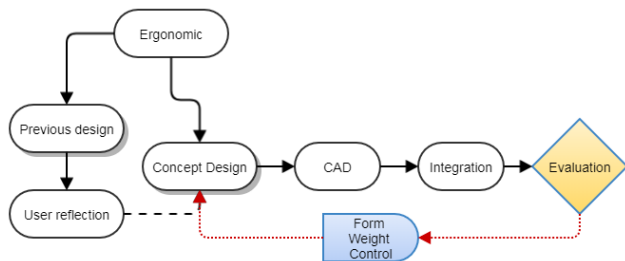 Ergonomic
Previous design
Concept Design
CAD
Integration
Evaluation
User reflection
Form
Weight
Control